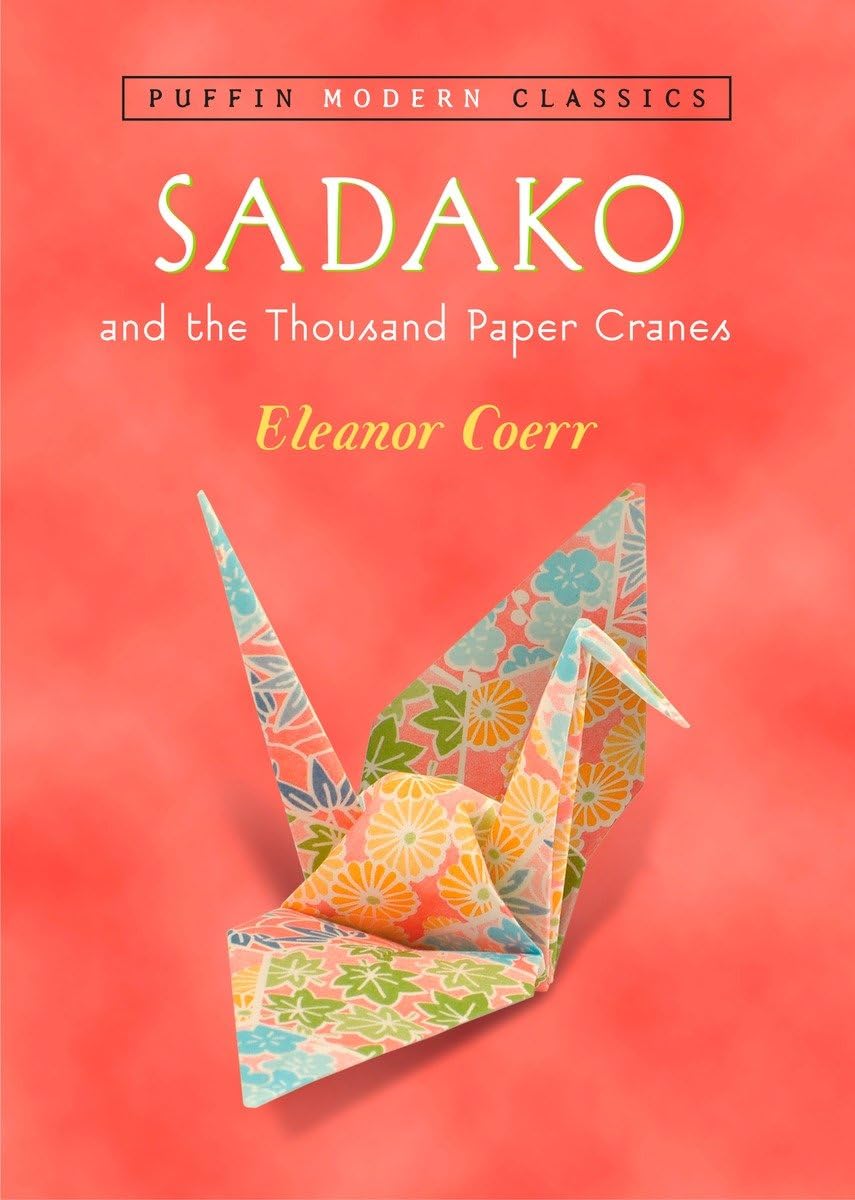 PUFFIN MODERN CLASSICS
SADAKO
and the Thousand Paper Cranes
Eleanor Coerr